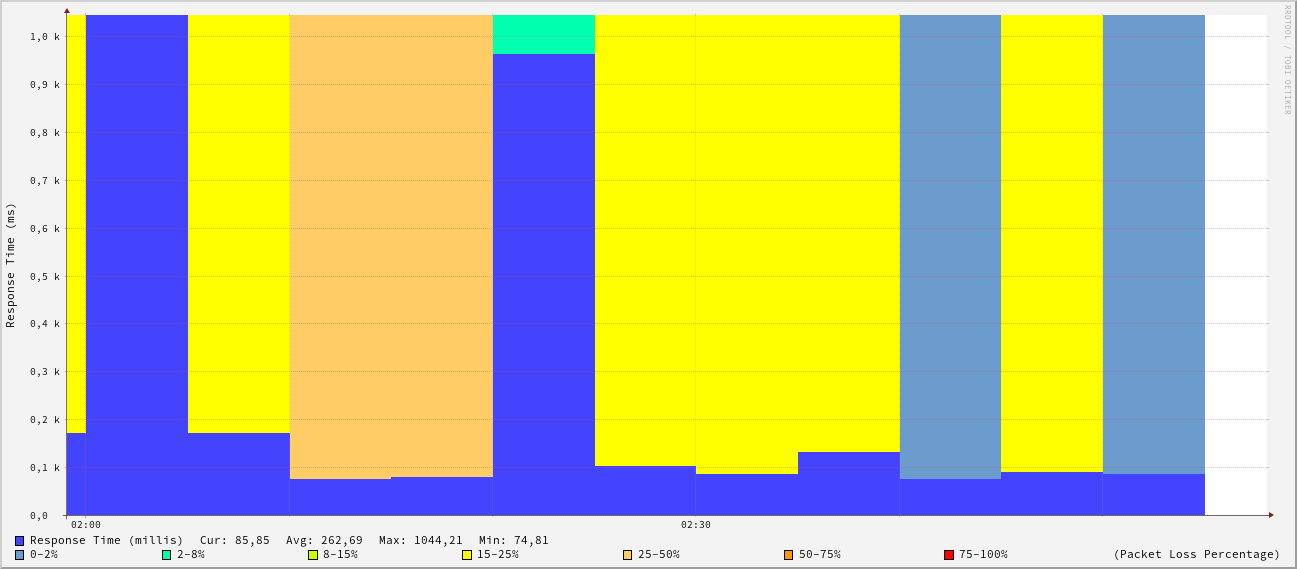 RRDTOOL / TOBI OETIKER
Response Time (ms)
1,0 k
0,9 k
0,8 k
0,7 k
0,6 k
0,5 k
0,4 k
0,3 k
0,2 k
0,1 k
0,0
02:00 02:30
Response Time (millis) Cur: 85,85 Avg: 262,69 Max: 1044,21 Min: 74,81
0-2% 2-8% 8-15% 15-25% 25-50% 50-75% 75-100% (Packet Loss Percentage)